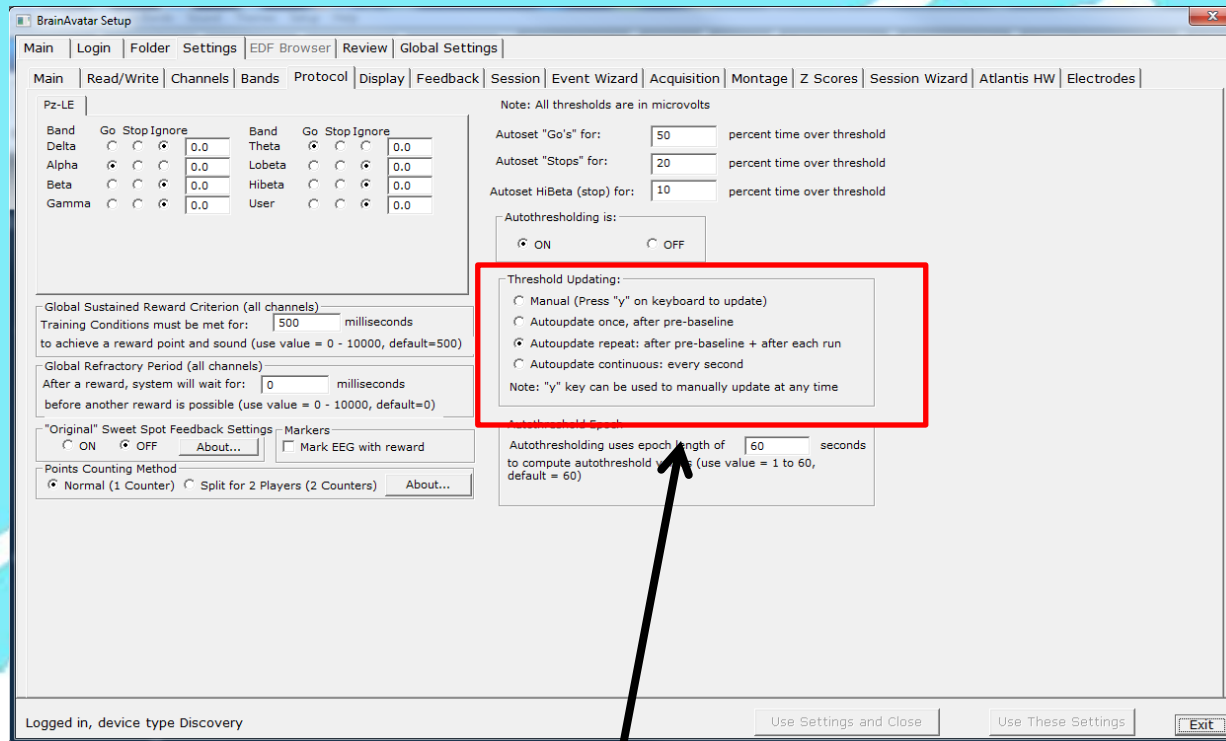 BrainAvatar Setup
Main Login Folder Settings EDF Browser Review Global Settings
Main Read/Write Channels Bands Protocol Display Feedback Session Event Wizard Acquisition Montage Z Scores Session Wizard Atlantis HW Electrodes
Pz-LE
Band Go Stop Ignore Band Go Stop Ignore
Delta 0.0 Theta 0.0
Alpha 0.0 Lobeta 0.0
Beta 0.0 Hibeta 0.0
Gamma 0.0 User 0.0
Global Sustained Reward Criterion (all channels)
Training Conditions must be met for: 500 milliseconds
to achieve a reward point and sound (use value = 0 - 10000, default=500)
Global Refractory Period (all channels)
After a reward, system will wait for: 0 milliseconds
before another reward is possible (use value = 0 - 10000, default=0)
"Original" Sweet Spot Feedback Settings Markers
ON OFF About... Mark EEG with reward
Points Counting Method
Normal (1 Counter) Split for 2 Players (2 Counters) About...
Note: All thresholds are in microvolts
Autoset "Go's" for: 50 percent time over threshold
Autoset "Stops" for: 20 percent time over threshold
Autoset HiBeta (stop) for: 10 percent time over threshold
Autothresholding is:
ON OFF
Threshold Updating:
Manual (Press "y" on keyboard to update)
Autoupdate once, after pre-baseline
Autoupdate repeat: after pre-baseline + after each run
Autoupdate continuous: every second
Note: "y" key can be used to manually update at any time
Autothreshold Epoch
Autothresholding uses epoch length of 60 seconds
to compute autothreshold (use value = 1 to 60,
default = 60)
Logged in, device type Discovery
Use Settings and Close Use These Settings Exit